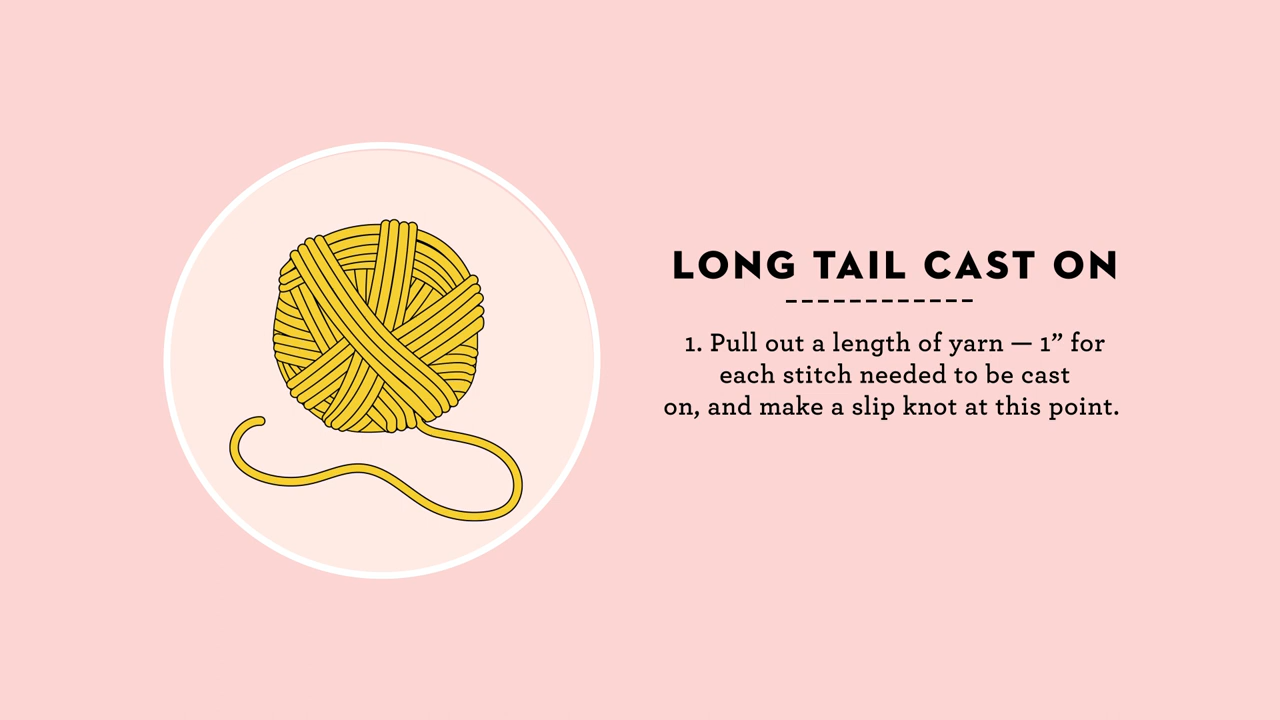 LONG TAIL CAST ON
1. Pull out a length of yarn — 1” for
each stitch needed to be cast
on, and make a slip knot at this point.